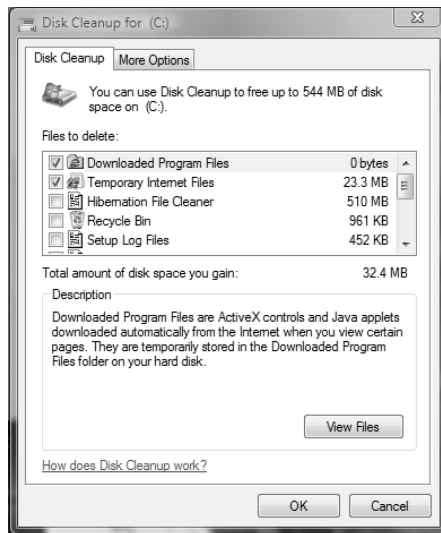 Disk Cleanup for (C:)
Disk Cleanup
More Options
You can use Disk Cleanup to free up to 544 MB of disk
space on (C:).
Files to delete:
Downloaded Program Files 0 bytes
Temporary Internet Files 23.3 MB
Hibernation File Cleaner 510 MB
Recycle Bin 961 KB
Setup Log Files 452 KB
Total amount of disk space you gain: 32.4 MB
Description
Downloaded Program Files are ActiveX controls and Java applets
downloaded automatically from the Internet when you view certain
pages. They are temporarily stored in the Downloaded Program
Files folder on your hard disk.
View Files
How does Disk Cleanup work?
OK Cancel